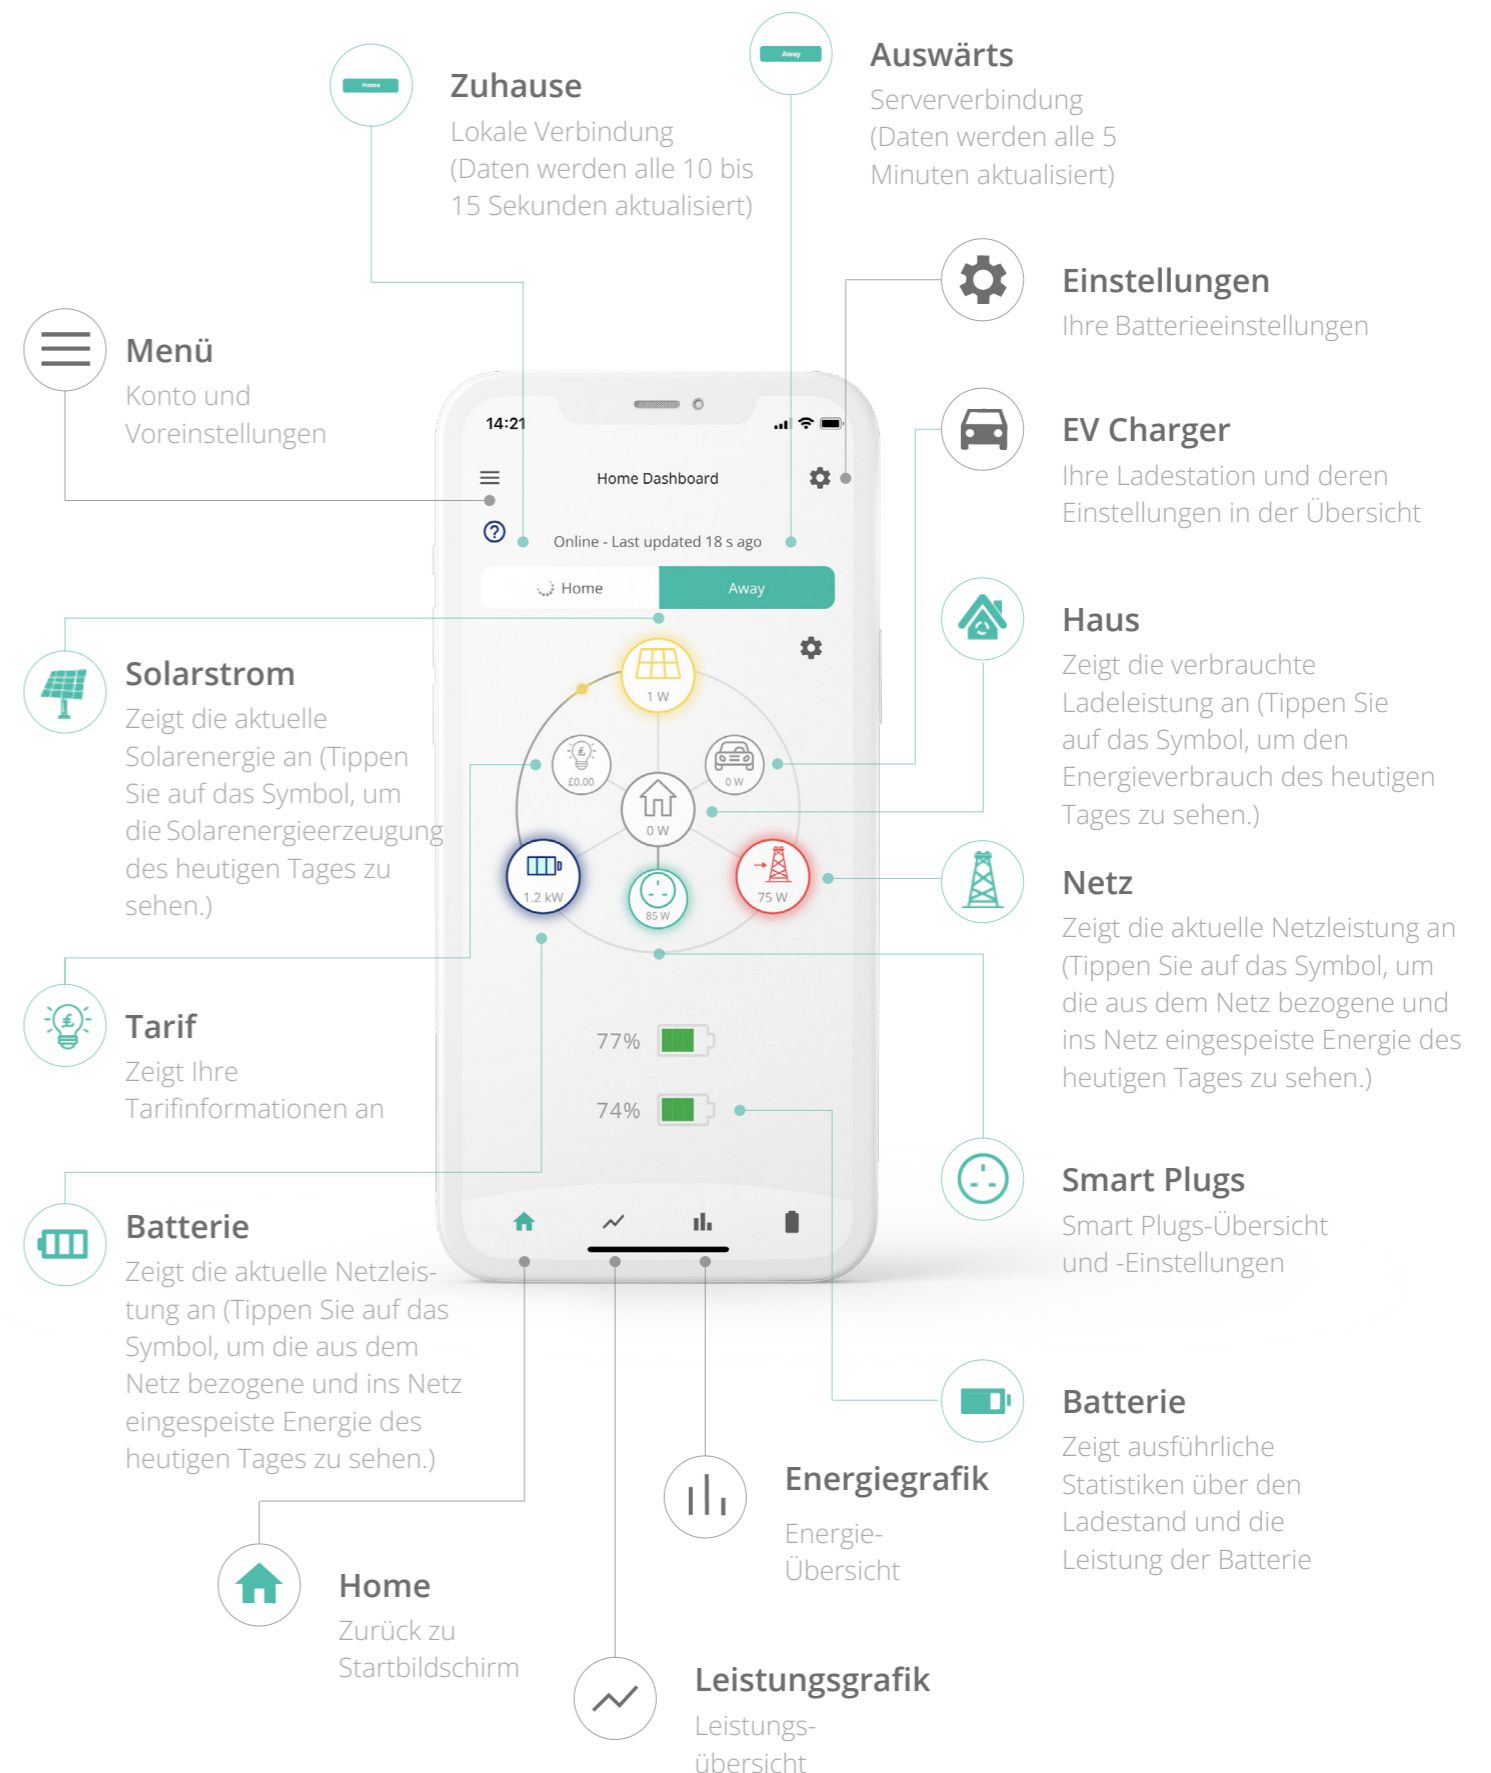 Home
Zuhause
Lokale Verbindung
(Daten werden alle 10 bis
15 Sekunden aktualisiert)
Away
Auswärts
Serververbindung
(Daten werden alle 5
Minuten aktualisiert)
Einstellungen
Ihre Batterieeinstellungen
Menü
Konto und
Voreinstellungen
EV Charger
Ihre Ladestation und deren
Einstellungen in der Übersicht
14:21
Home Dashboard
?
Online - Last updated 18 s ago
Home
Away
1 W
£
£0.00
0 W
0 W
1.2 kW
85 W
75 W
77%
74%
Solarstrom
Zeigt die aktuelle
Solarenergie an (Tippen
Sie auf das Symbol, um
die Solarenergieerzeugung
des heutigen Tages zu
sehen.)
Haus
Zeigt die verbrauchte
Ladeleistung an (Tippen Sie
auf das Symbol, um den
Energieverbrauch des heutigen
Tages zu sehen.)
Netz
Zeigt die aktuelle Netzleistung an
(Tippen Sie auf das Symbol, um
die aus dem Netz bezogene und
ins Netz eingespeiste Energie des
heutigen Tages zu sehen.)
£
Tarif
Zeigt Ihre
Tarifinformationen an
Smart Plugs
Smart Plugs-Übersicht
und -Einstellungen
Batterie
Zeigt die aktuelle Netzleis-
tung an (Tippen Sie auf das
Symbol, um die aus dem
Netz bezogene und ins Netz
eingespeiste Energie des
heutigen Tages zu sehen.)
Batterie
Zeigt ausführliche
Statistiken über den
Ladestand und die
Leistung der Batterie
Energiegrafik
Energie-
Übersicht
Home
Zurück zu
Startbildschirm
Leistungsgrafik
Leistungs-
übersicht